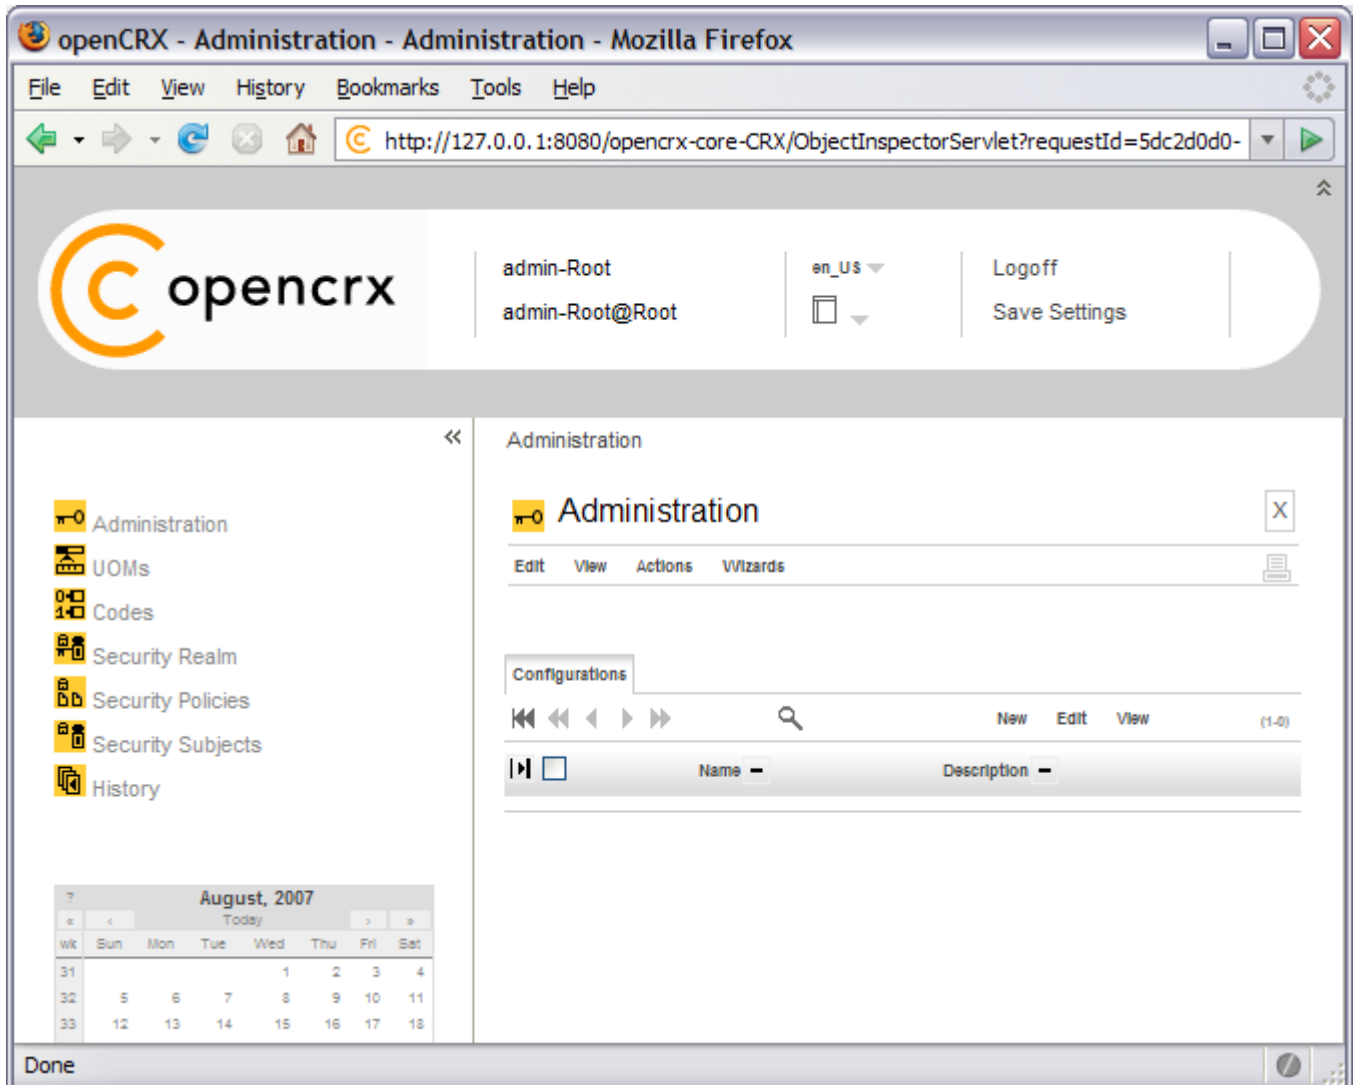 openCRX - Administration - Administration - Mozilla Firefox
File Edit View History Bookmarks Tools Help
http://127.0.0.1:8080/opencrx-core-CRX/ObjectInspectorServlet?requestId=5dc2d0d0-
opencrx
admin-Root en_US Logoff
admin-Root@Root Save Settings
Administration
Administration X
Edit View Actions Wizards
Administration
UOMs
Codes
Security Realm
Security Policies
Security Subjects
History
Configurations
New Edit View (1-0)
Name Description
? August, 2007
« ‹ Today › »
wk Sun Mon Tue Wed Thu Fri Sat
31 1 2 3 4
32 5 6 7 8 9 10 11
33 12 13 14 15 16 17 18
Done